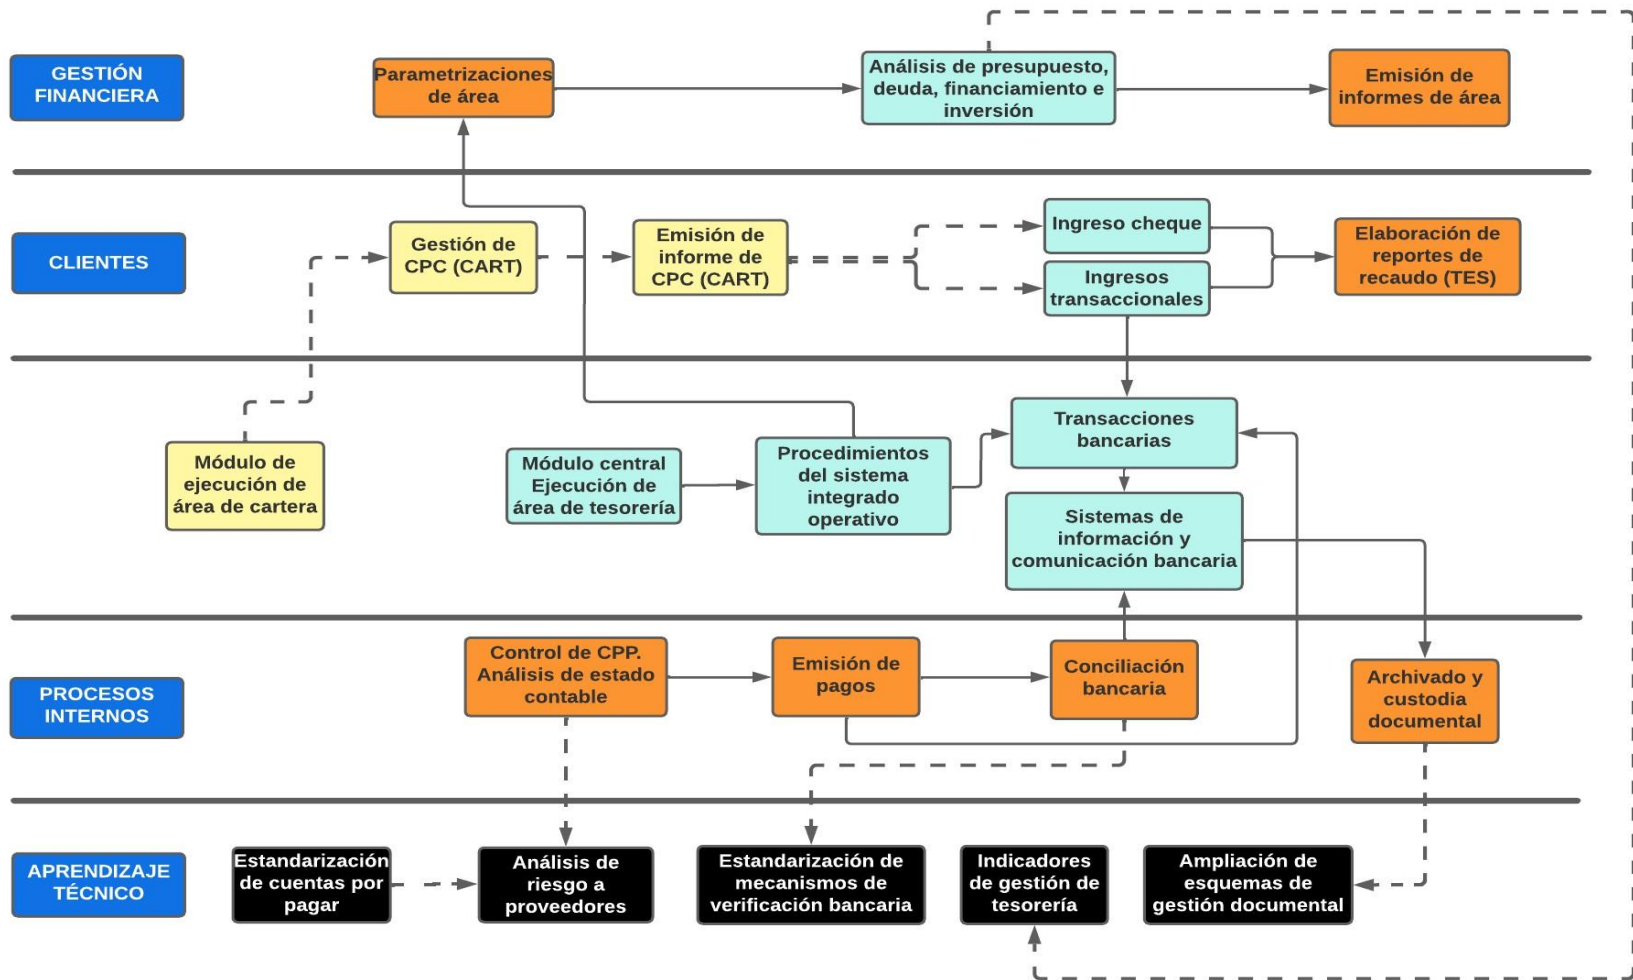 GESTIÓN
FINANCIERA
Parametrizaciones
de área
Análisis de presupuesto,
deuda, financiamiento e
inversión
Emisión de
informes de área
CLIENTES
Gestión de
CPC (CART)
Emisión de
informe de
CPC (CART)
Ingreso cheque
Ingresos
transaccionales
Elaboración de
reportes de
recaudo (TES)
Módulo de
ejecución de
área de cartera
Módulo central
Ejecución de
área de tesorería
Procedimientos
del sistema
integrado
operativo
Transacciones
bancarias
Sistemas de
información y
comunicación bancaria
PROCESOS
INTERNOS
Control de CPP.
Análisis de estado
contable
Emisión de
pagos
Conciliación
bancaria
Archivado y
custodia
documental
APRENDIZAJE
TÉCNICO
Estandarización
de cuentas por
pagar
Análisis de
riesgo a
proveedores
Estandarización de
mecanismos de
verificación bancaria
Indicadores
de gestión de
tesorería
Ampliación de
esquemas de
gestión documental